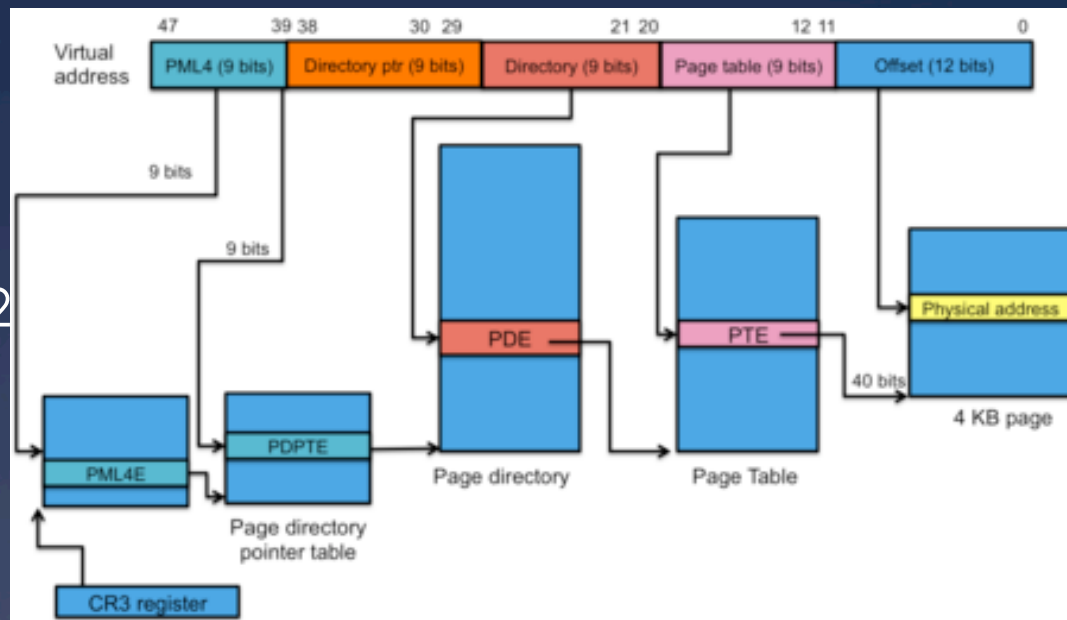 47 39 38 30 29 21 20 12 11 0
Virtual address
PML4 (9 bits) Directory ptr (9 bits) Directory (9 bits) Page table (9 bits) Offset (12 bits)
9 bits
9 bits
2
Physical address
PDE
PTE
40 bits
4 KB page
PDPTE
PML4E
Page directory
Page Table
Page directory
pointer table
CR3 register